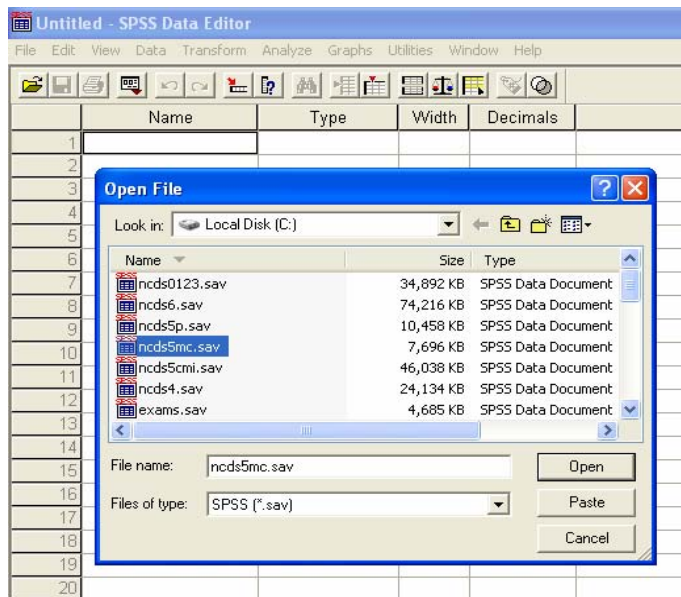 Untitled - SPSS Data Editor
File Edit View Data Transform Analyze Graphs Utilities Window Help
Name Type Width Decimals
1
2
3
4
5
6
7
8
9
10
11
12
13
14
15
16
17
18
19
20
Open File
Look in: Local Disk (C:)
Name Size Type
ncds0123.sav 34,892 KB SPSS Data Document
ncds6.sav 74,216 KB SPSS Data Document
ncds5p.sav 10,458 KB SPSS Data Document
ncds5mc.sav 7,696 KB SPSS Data Document
ncds5cmi.sav 46,038 KB SPSS Data Document
ncds4.sav 24,134 KB SPSS Data Document
exams.sav 4,685 KB SPSS Data Document
File name: ncds5mc.sav Open
Files of type: SPSS (*.sav) Paste
Cancel